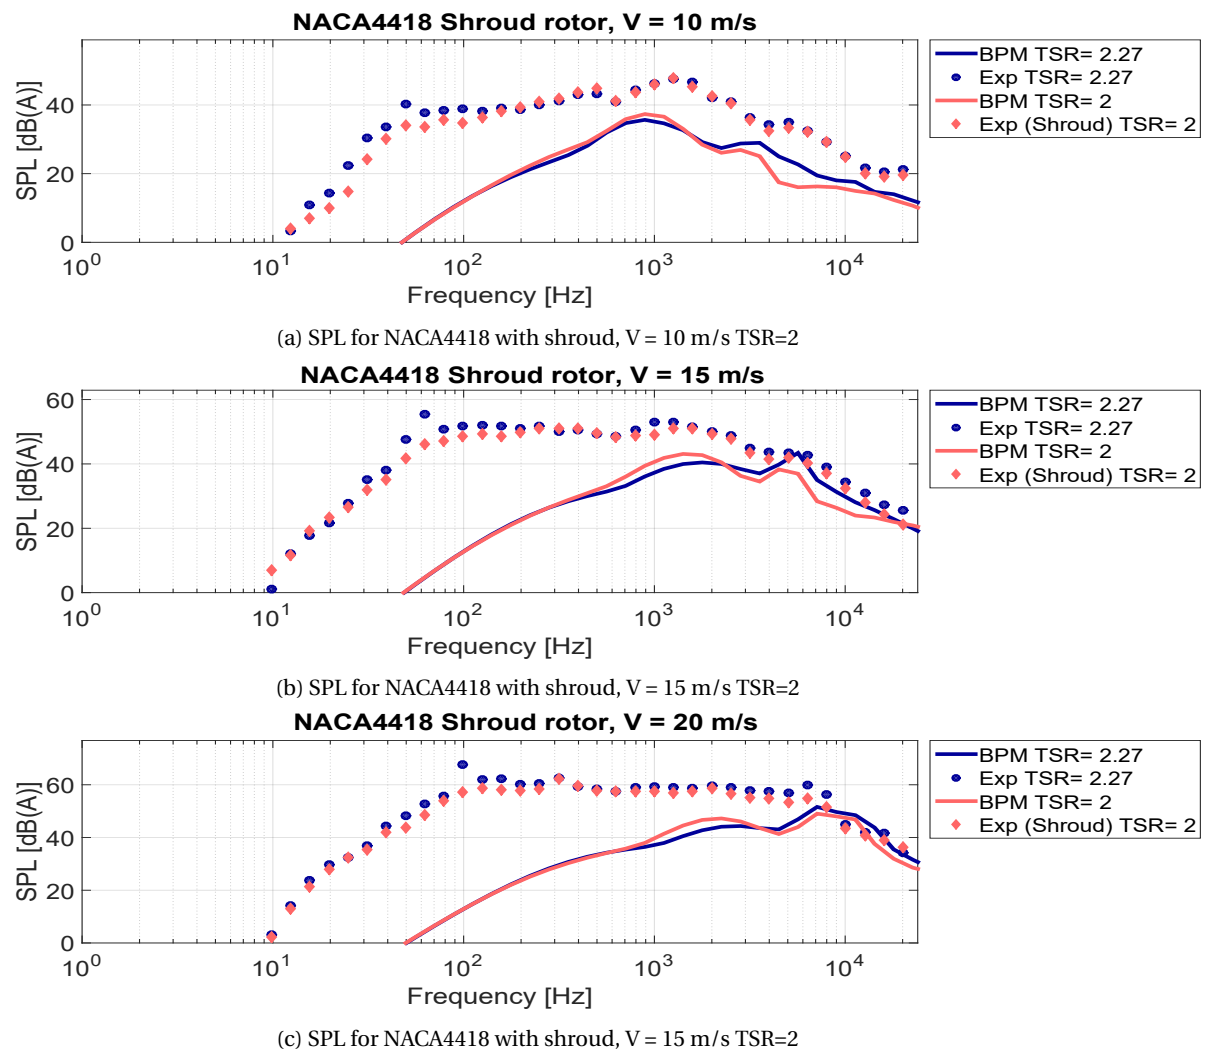 NACA4418 Shroud rotor, V = 10 m/s
SPL [dB(A)]
40
20
0
10^0
10^1
10^2
10^3
10^4
Frequency [Hz]
BPM TSR= 2.27
Exp TSR= 2.27
BPM TSR= 2
Exp (Shroud) TSR= 2
(a) SPL for NACA4418 with shroud, V = 10 m/s TSR=2
NACA4418 Shroud rotor, V = 15 m/s
SPL [dB(A)]
60
40
20
0
10^0
10^1
10^2
10^3
10^4
Frequency [Hz]
BPM TSR= 2.27
Exp TSR= 2.27
BPM TSR= 2
Exp (Shroud) TSR= 2
(b) SPL for NACA4418 with shroud, V = 15 m/s TSR=2
NACA4418 Shroud rotor, V = 20 m/s
SPL [dB(A)]
60
40
20
0
10^0
10^1
10^2
10^3
10^4
Frequency [Hz]
BPM TSR= 2.27
Exp TSR= 2.27
BPM TSR= 2
Exp (Shroud) TSR= 2
(c) SPL for NACA4418 with shroud, V = 15 m/s TSR=2